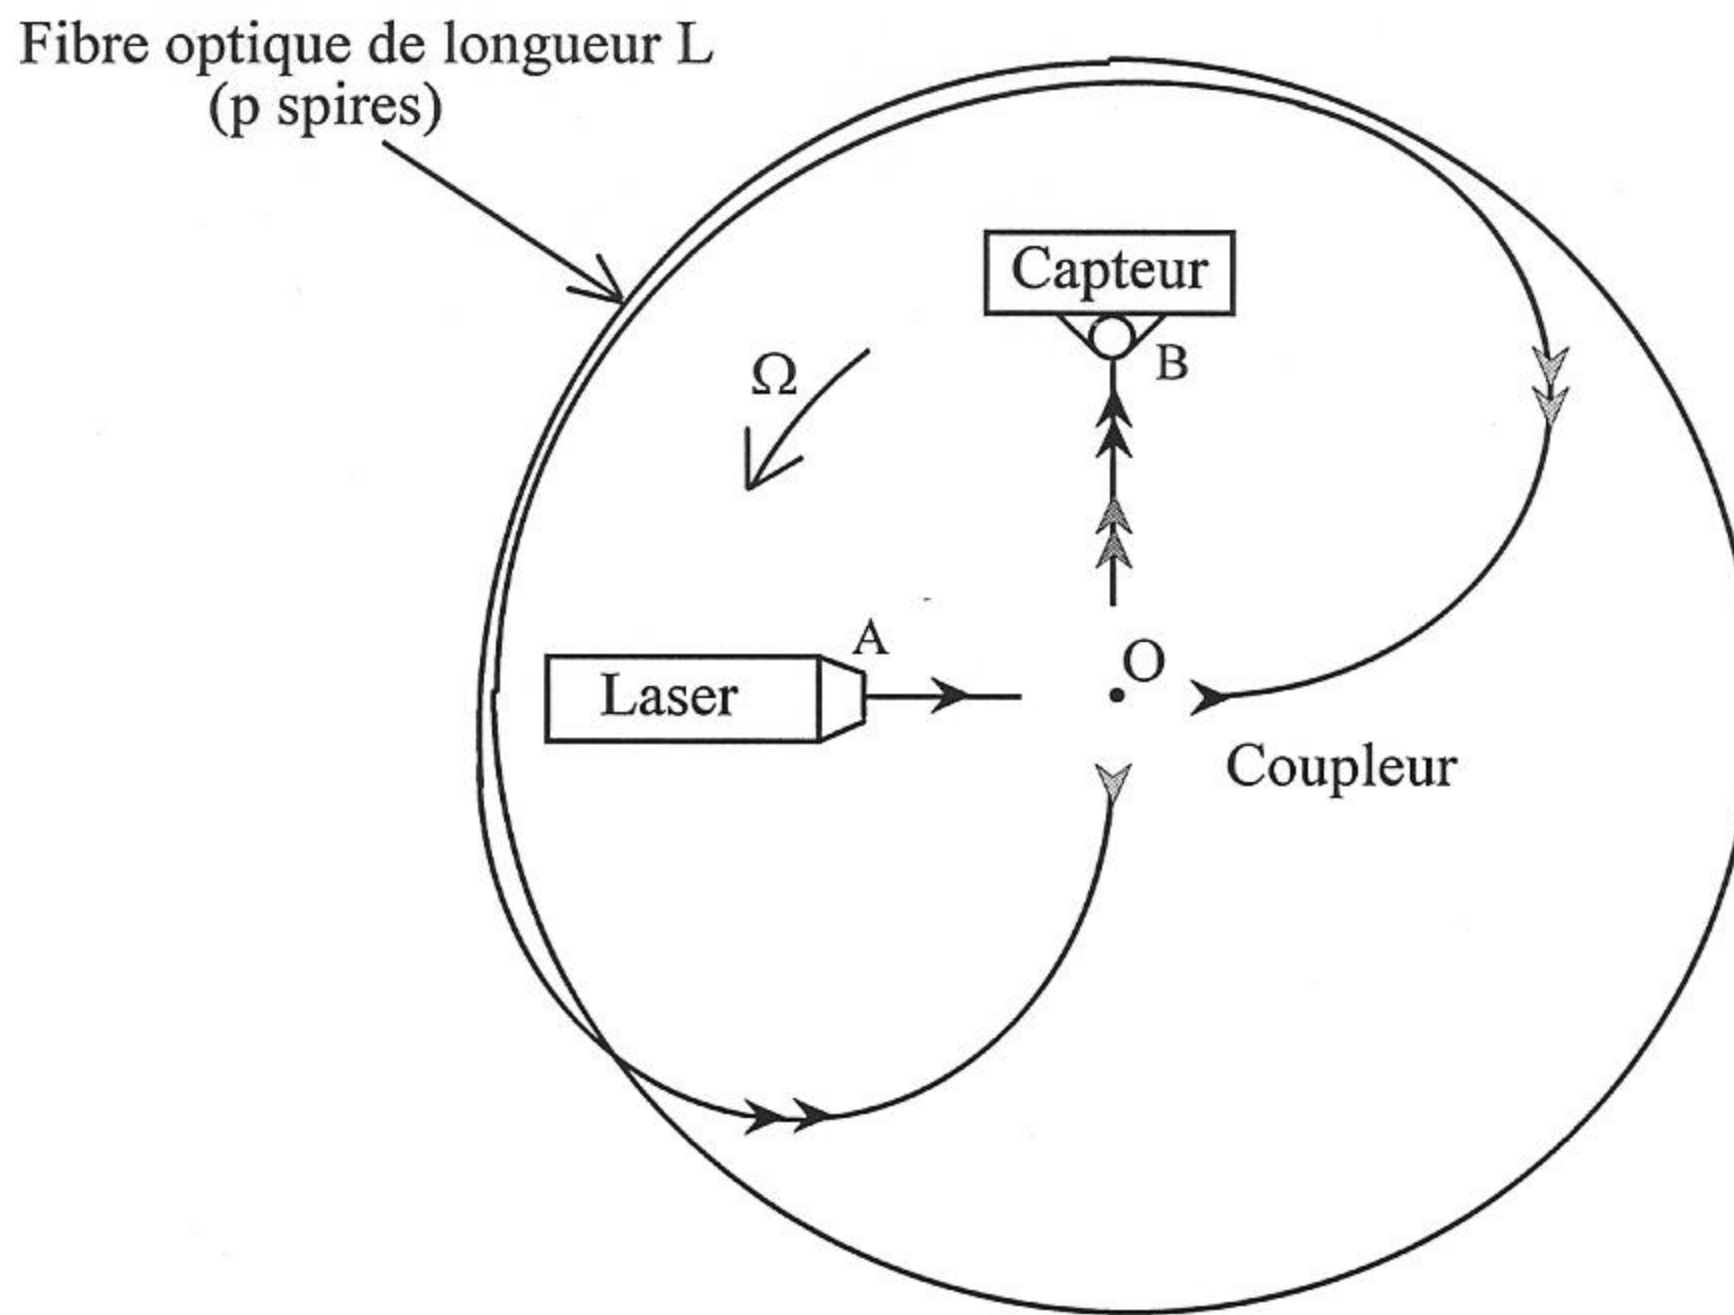 Fibre optique de longueur L
(p spires)
Capteur
B
Ω
A
O
Laser
Coupleur